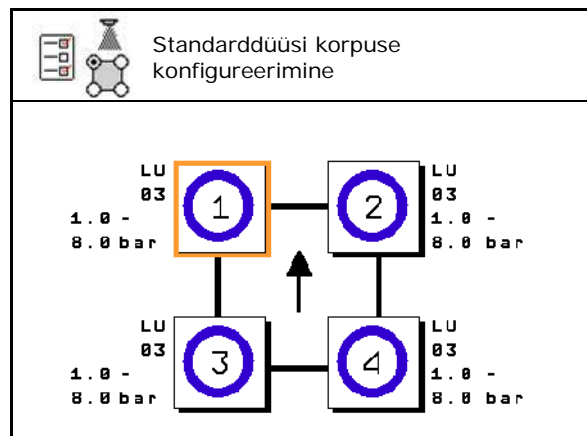 Standarddüüsi korpuse
konfigureerimine
LU
03
1.0 -
8.0 bar
1
2
LU
03
1.0 -
8.0 bar
LU
03
1.0 -
8.0 bar
3
4
LU
03
1.0 -
8.0 bar